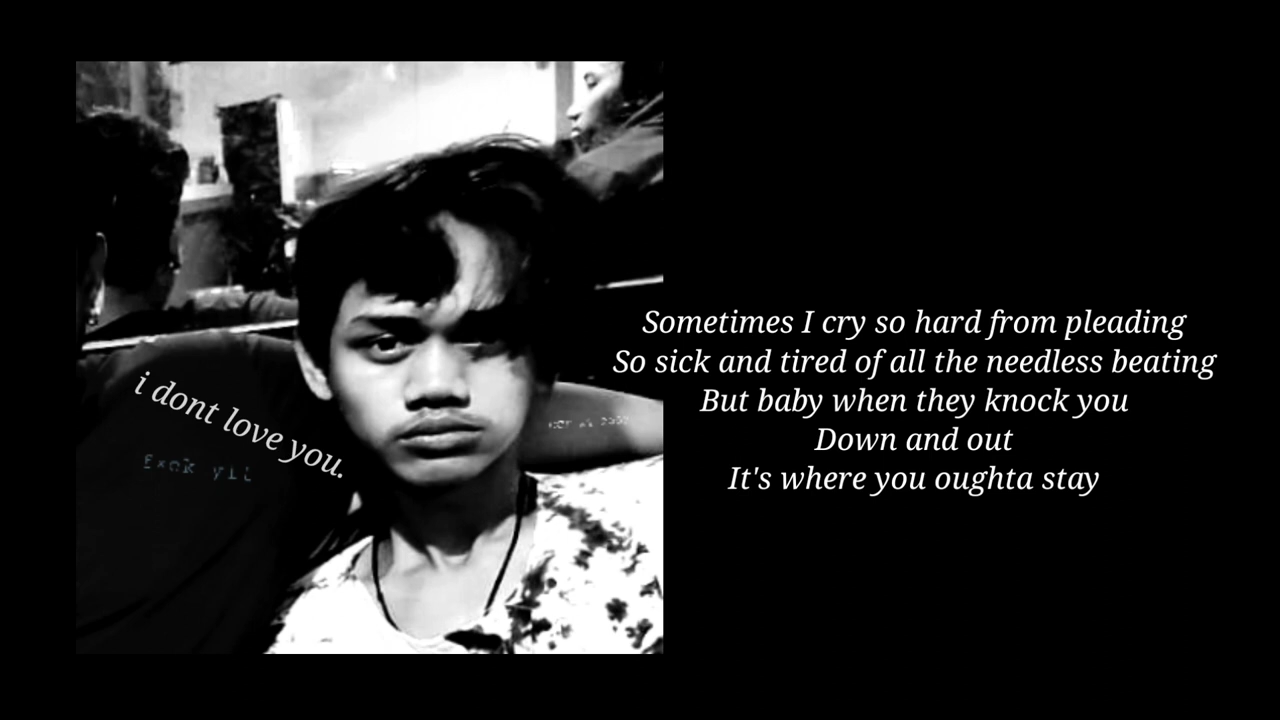 i dont love you.
Sometimes I cry so hard from pleading
So sick and tired of all the needless beating
But baby when they knock you
Down and out
It's where you oughta stay